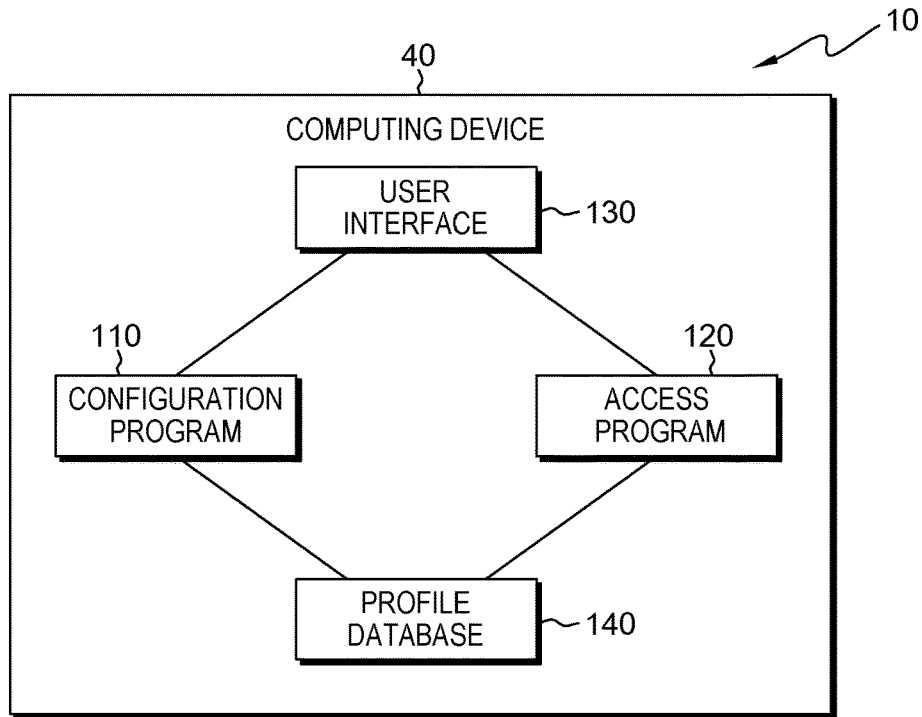 10
40
COMPUTING DEVICE
USER
INTERFACE
130
110
120
CONFIGURATION
PROGRAM
ACCESS
PROGRAM
PROFILE
DATABASE
140